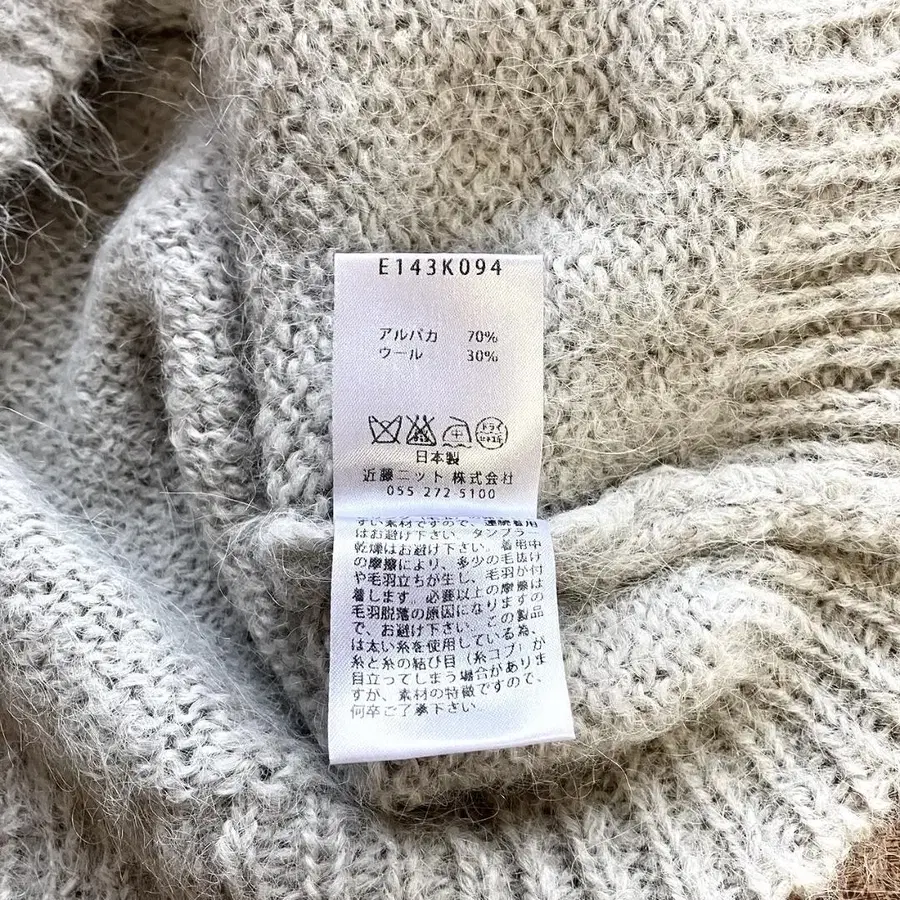 E143K094
アルパカ 70%
ウール 30%
ドライ
日本製
近藤ニット 株式会社
055 272 5100
すい素材ですので、連続着用
はお避け下さい。タンブラー
乾燥はお避け下さい。着用中
の摩擦により、多少の毛抜け
や毛羽立ちが生じ、毛羽が付
着します。必要以上の摩擦は
毛羽脱落の原因になりますの
で、お避け下さい。この製品
は太い糸を使用している為、
糸と糸の結び目（糸コブ）が
目立ってしまう場合がありま
すが、素材の特徴ですので、
何卒ご了承下さい。